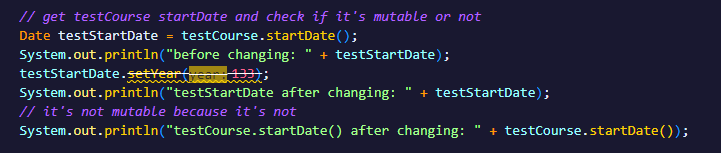 // get testCourse startDate and check if it's mutable or not
Date testStartDate = testCourse.startDate();
System.out.println("before changing: " + testStartDate);
testStartDate.setYear(year: 133);
System.out.println("testStartDate after changing: " + testStartDate);
// it's not mutable because it's not
System.out.println("testCourse.startDate() after changing: " + testCourse.startDate());